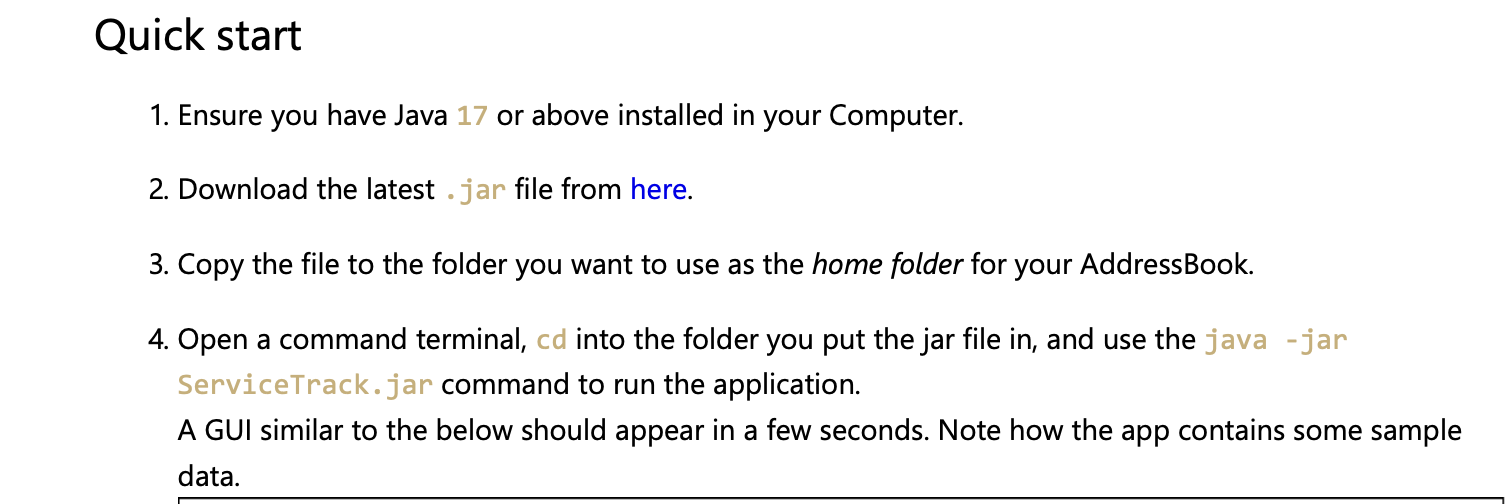 Quick start
1. Ensure you have Java 17 or above installed in your Computer.
2. Download the latest .jar file from here.
3. Copy the file to the folder you want to use as the home folder for your AddressBook.
4. Open a command terminal, cd into the folder you put the jar file in, and use the java -jar
ServiceTrack.jar command to run the application.
A GUI similar to the below should appear in a few seconds. Note how the app contains some sample
data.